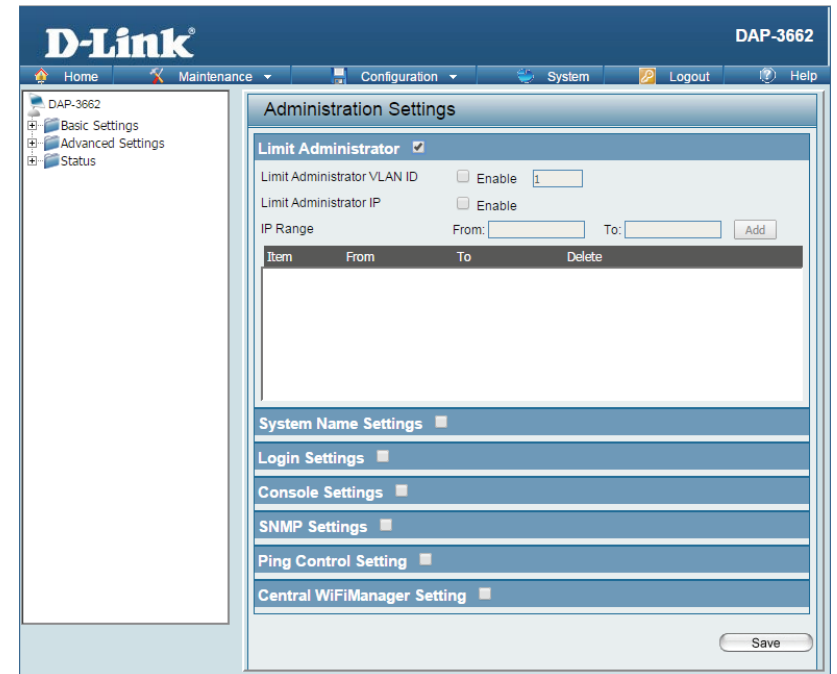 D-Link®
DAP-3662
Home Maintenance Configuration System Logout Help
DAP-3662
Basic Settings
Advanced Settings
Status
Administration Settings
Limit Administrator
Limit Administrator VLAN ID Enable 1
Limit Administrator IP Enable
IP Range From: To: Add
Item From To Delete
System Name Settings
Login Settings
Console Settings
SNMP Settings
Ping Control Setting
Central WiFiManager Setting
Save